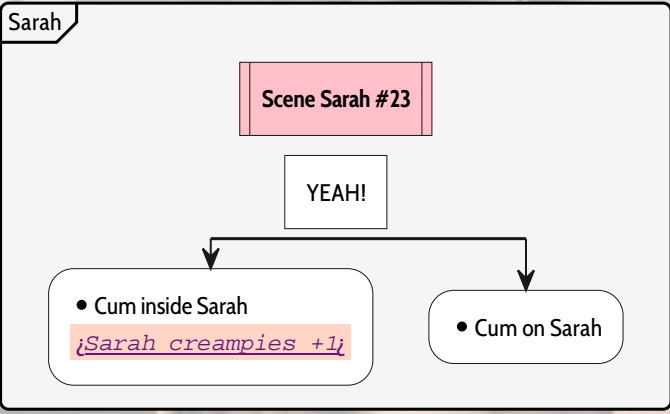 Sarah
Scene Sarah #23
YEAH!
• Cum inside Sarah
¡Sarah creampies +1¡
• Cum on Sarah